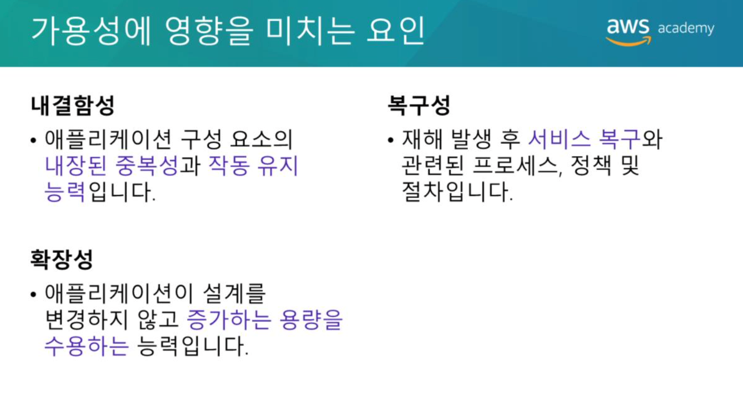 가용성에 영향을 미치는 요인
aws academy
내결함성
• 애플리케이션 구성 요소의
내장된 중복성과 작동 유지
능력입니다.
확장성
• 애플리케이션이 설계를
변경하지 않고 증가하는 용량을
수용하는 능력입니다.
복구성
• 재해 발생 후 서비스 복구와
관련된 프로세스, 정책 및
절차입니다.